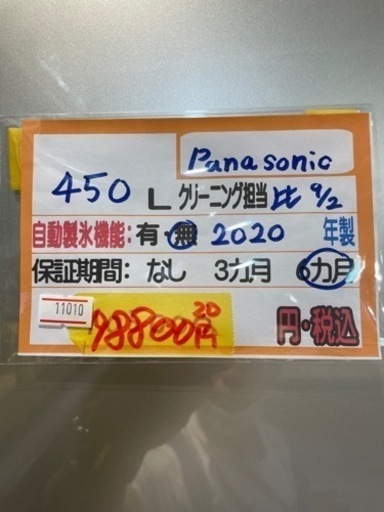 Panasonic
450 L クリーニング担当 比 9/2
自動製氷機能：有・無 2020 年製
保証期間： なし 3カ月 6カ月
11010
98800円 円・税込